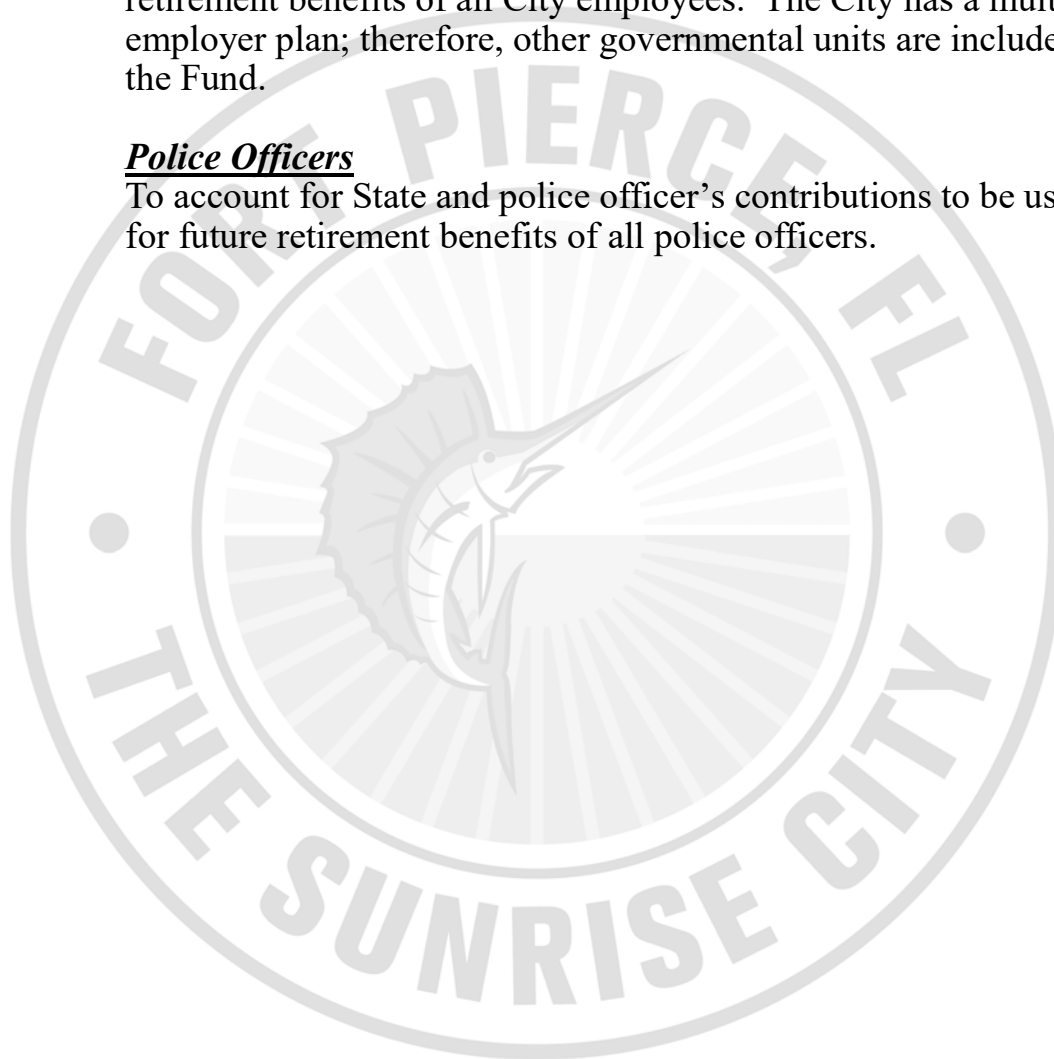 retirement benefits of all City employees. The City has a mult
employer plan; therefore, other governmental units are include
the Fund.
Police Officers
To account for State and police officer’s contributions to be us
for future retirement benefits of all police officers.
FORT PIERCE, FL
THE SUNRISE CITY